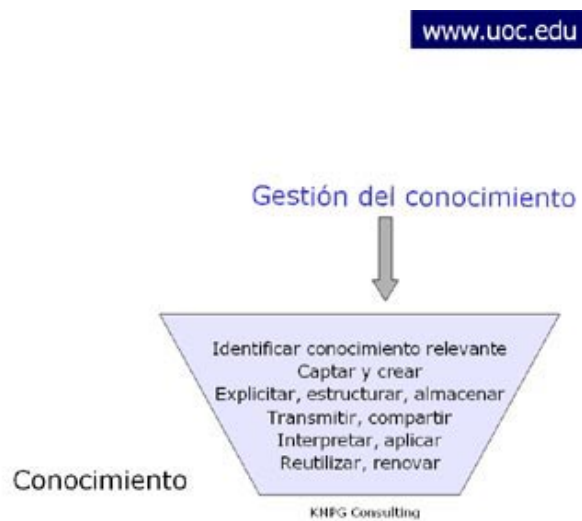 www.uoc.edu
Gestión del conocimiento
Identificar conocimiento relevante
Captar y crear
Explicitar, estructurar, almacenar
Transmitir, compartir
Interpretar, aplicar
Reutilizar, renovar
Conocimiento
KMPG Consulting